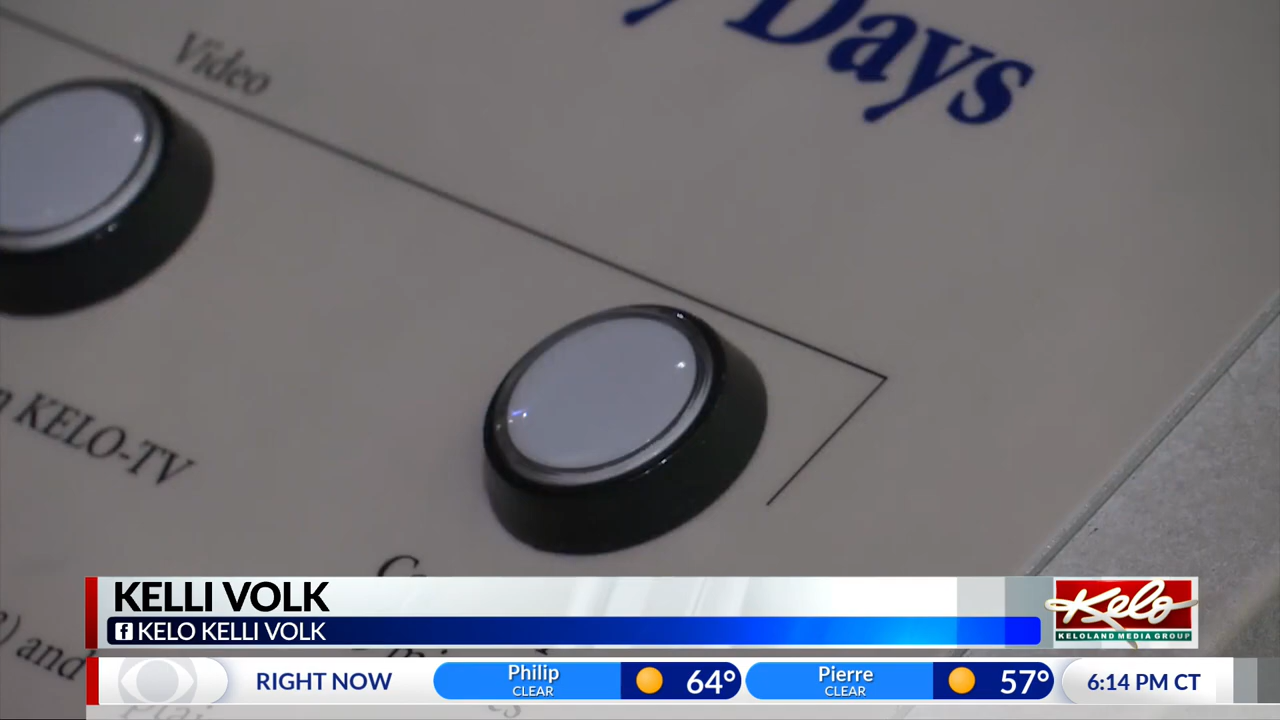 Days
Video
KELO-TV
and
KELLI VOLK
KELO KELLI VOLK
Kelo
KELOLAND MEDIA GROUP
RIGHT NOW
Philip
CLEAR
64°
Pierre
CLEAR
57°
6:14 PM CT